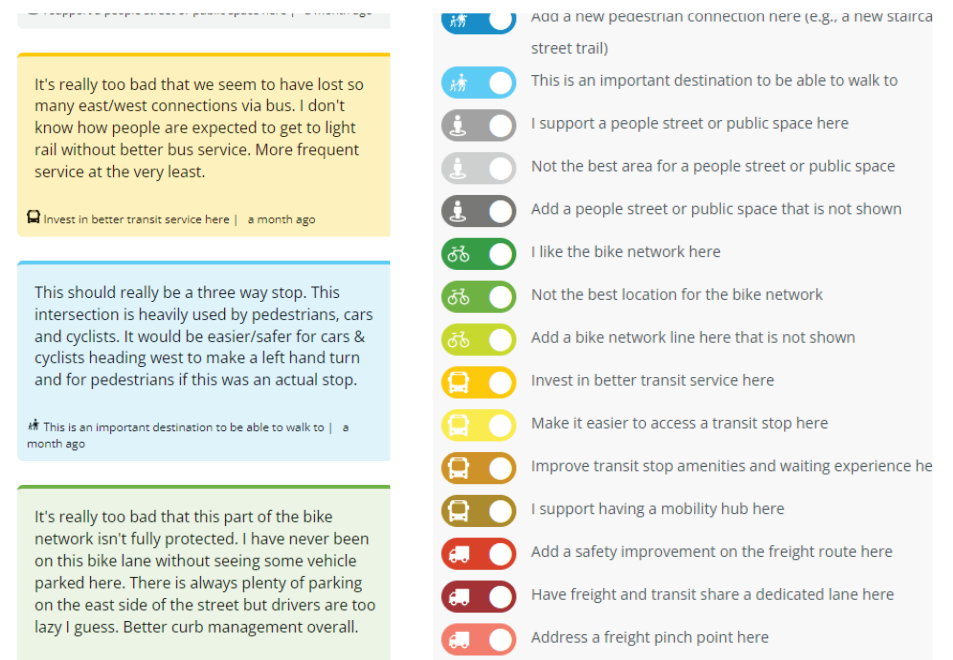 a month ago
It's really too bad that we seem to have lost so
many east/west connections via bus. I don't
know how people are expected to get to light
rail without better bus service. More frequent
service at the very least.
Invest in better transit service here | a month ago
This should really be a three way stop. This
intersection is heavily used by pedestrians, cars
and cyclists. It would be easier/safer for cars &
cyclists heading west to make a left hand turn
and for pedestrians if this was an actual stop.
This is an important destination to be able to walk to | a
month ago
It's really too bad that this part of the bike
network isn't fully protected. I have never been
on this bike lane without seeing some vehicle
parked here. There is always plenty of parking
on the east side of the street but drivers are too
lazy I guess. Better curb management overall.
Add a new pedestrian connection here (e.g., a new stairca
street trail)
This is an important destination to be able to walk to
I support a people street or public space here
Not the best area for a people street or public space
Add a people street or public space that is not shown
I like the bike network here
Not the best location for the bike network
Add a bike network line here that is not shown
Invest in better transit service here
Make it easier to access a transit stop here
Improve transit stop amenities and waiting experience he
I support having a mobility hub here
Add a safety improvement on the freight route here
Have freight and transit share a dedicated lane here
Address a freight pinch point here